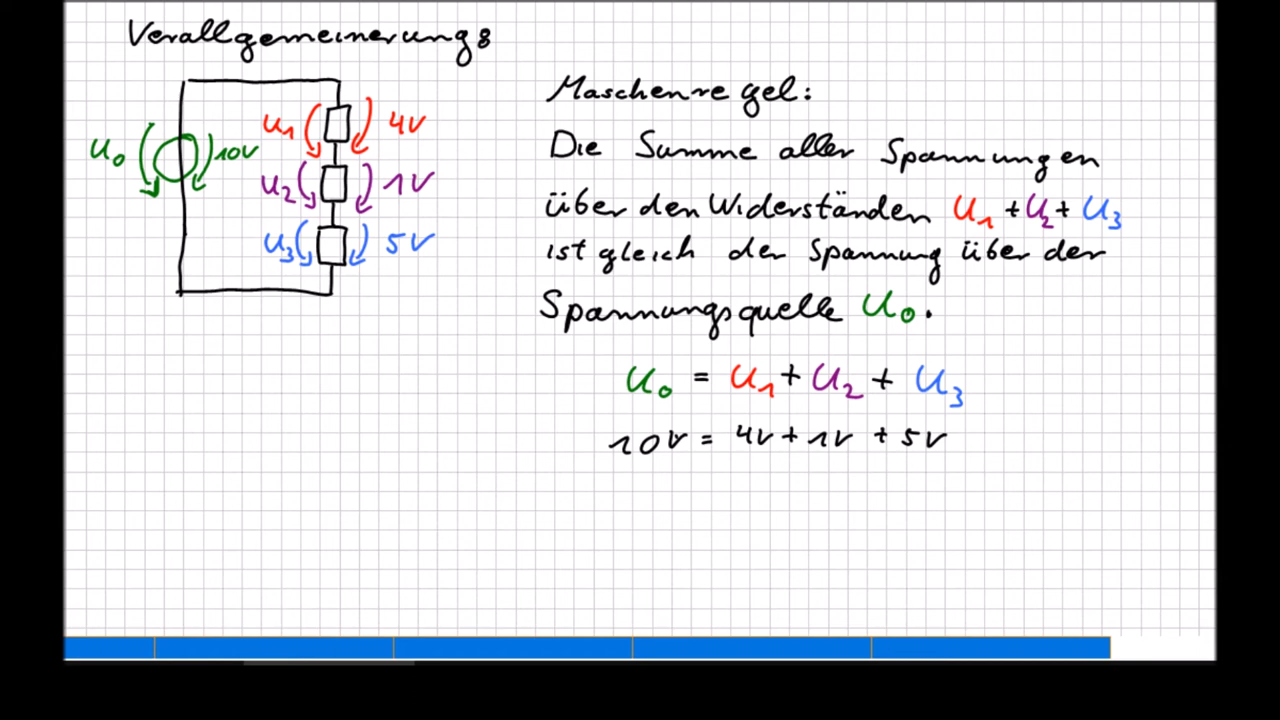 Verallgemeinerung:
U0 10V
U1 4V
U2 1V
U3 5V
Maschenregel:
Die Summe aller Spannungen
über den Widerständen U1 + U2 + U3
ist gleich der Spannung über der
Spannungsquelle U0.
U0 = U1 + U2 + U3
10V = 4V + 1V + 5V